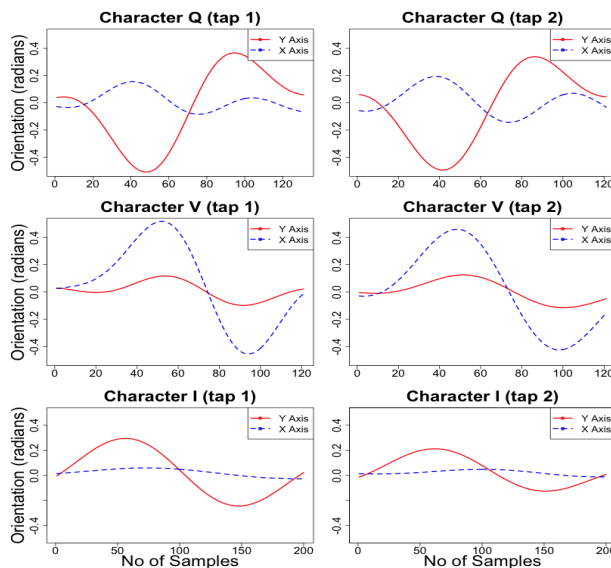 Character Q (tap 1)
Orientation (radians)
0.4
0.2
0.0
-0.2
-0.4
Y Axis
X Axis
0 20 40 60 80 100 120
Character Q (tap 2)
0.4
0.2
0.0
-0.2
-0.4
Y Axis
X Axis
0 20 40 60 80 100 120
Character V (tap 1)
Orientation (radians)
0.4
0.2
0.0
-0.2
-0.4
Y Axis
X Axis
0 20 40 60 80 100 120
Character V (tap 2)
0.4
0.2
0.0
-0.2
-0.4
Y Axis
X Axis
0 20 40 60 80 100 120
Character I (tap 1)
Orientation (radians)
0.4
0.2
0.0
-0.4
Y Axis
X Axis
0 50 100 150 200
No of Samples
Character I (tap 2)
0.4
0.2
0.0
-0.4
Y Axis
X Axis
0 50 100 150 200
No of Samples